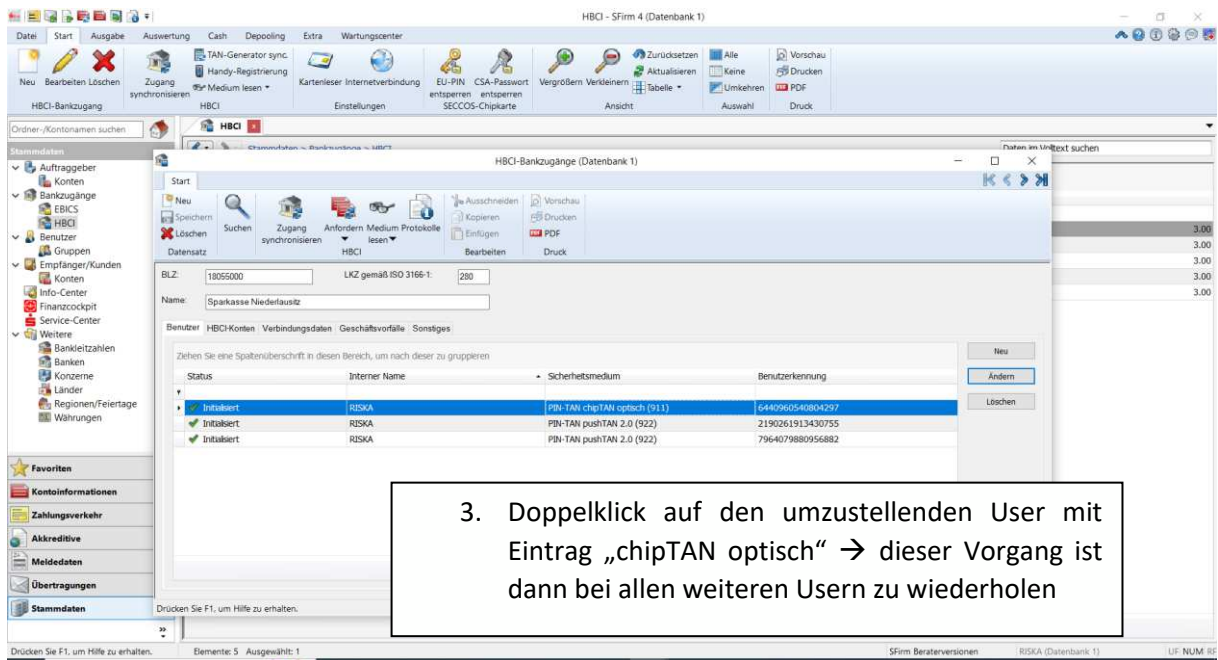 HBCI - SFirm 4 (Datenbank 1)
Datei Start Ausgabe Auswertung Cash Depooling Extra Wartungscenter
Neu Bearbeiten Löschen
HBCI-Bankzugang
Zugang synchronisieren
TAN-Generator sync.
Handy-Registrierung
Medium lesen
HBCI
Kartenleser Internetverbindung
Einstellungen
EU-PIN entsperren
CSA-Passwort entsperren
SECCOS-Chipkarte
Vergrößern Verkleinern
Zurücksetzen
Aktualisieren
Tabelle
Ansicht
Alle
Keine
Umkehren
Auswahl
Vorschau
Drucken
PDF
Druck
Ordner-/Kontonamen suchen
HBCI
Stammdaten > Bankzugänge > HBCI
Daten im Volltext suchen
Stammdaten
Auftraggeber
Konten
Bankzugänge
EBICS
HBCI
Benutzer
Gruppen
Empfänger/Kunden
Konten
Info-Center
Finanzcockpit
Service-Center
Weitere
Bankleitzahlen
Banken
Konzerne
Länder
Regionen/Feiertage
Währungen
Favoriten
Kontoinformationen
Zahlungsverkehr
Akkreditive
Meldedaten
Übertragungen
Stammdaten
3.00
3.00
3.00
3.00
3.00
HBCI-Bankzugänge (Datenbank 1)
Start
Neu
Speichern
Löschen
Datensatz
Suchen
Zugang synchronisieren
Anfordern
Medium lesen
Protokolle
HBCI
Ausschneiden
Kopieren
Einfügen
Bearbeiten
Vorschau
Drucken
PDF
Druck
BLZ: 18055000 LKZ gemäß ISO 3166-1: 280
Name: Sparkasse Niederlausitz
Benutzer HBCI-Konten Verbindungsdaten Geschäftsvorfälle Sonstiges
Ziehen Sie eine Spaltenüberschrift in diesen Bereich, um nach dieser zu gruppieren
Status Interner Name Sicherheitsmedium Benutzerkennung
Initialisiert RISKA PIN-TAN chipTAN optisch (911) 6440960540804297
Initialisiert RISKA PIN-TAN pushTAN 2.0 (922) 2190261913430755
Initialisiert RISKA PIN-TAN pushTAN 2.0 (922) 7964079880956882
Neu
Ändern
Löschen
3. Doppelklick auf den umzustellenden User mit
Eintrag „chipTAN optisch“ → dieser Vorgang ist
dann bei allen weiteren Usern zu wiederholen
Drücken Sie F1, um Hilfe zu erhalten.
Drücken Sie F1, um Hilfe zu erhalten. Elemente: 5 Ausgewählt: 1 SFirm Beraterversionen RISKA (Datenbank 1) UF NUM RF